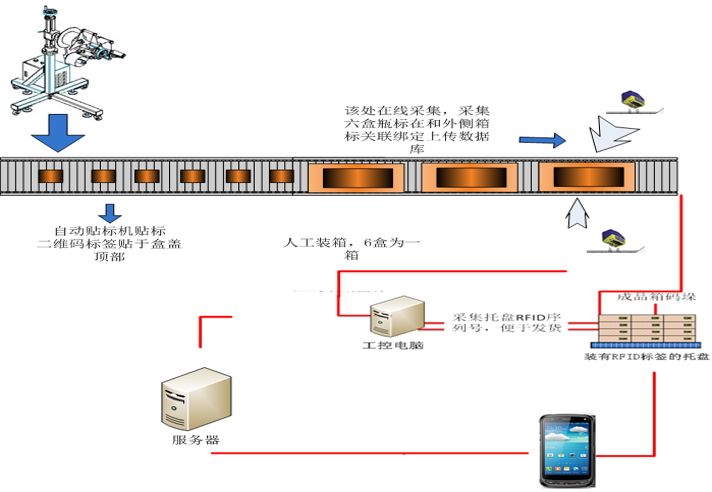 该处在线采集，采集
六盒瓶标在和外侧箱
标关联绑定上传数据
库
自动贴标机贴标
二维码标签贴于盒盖
顶部
人工装箱，6盒为一
箱
成品箱码垛
采集托盘RFID序
列号，便于发货
工控电脑
装有RFID标签的托盘
服务器